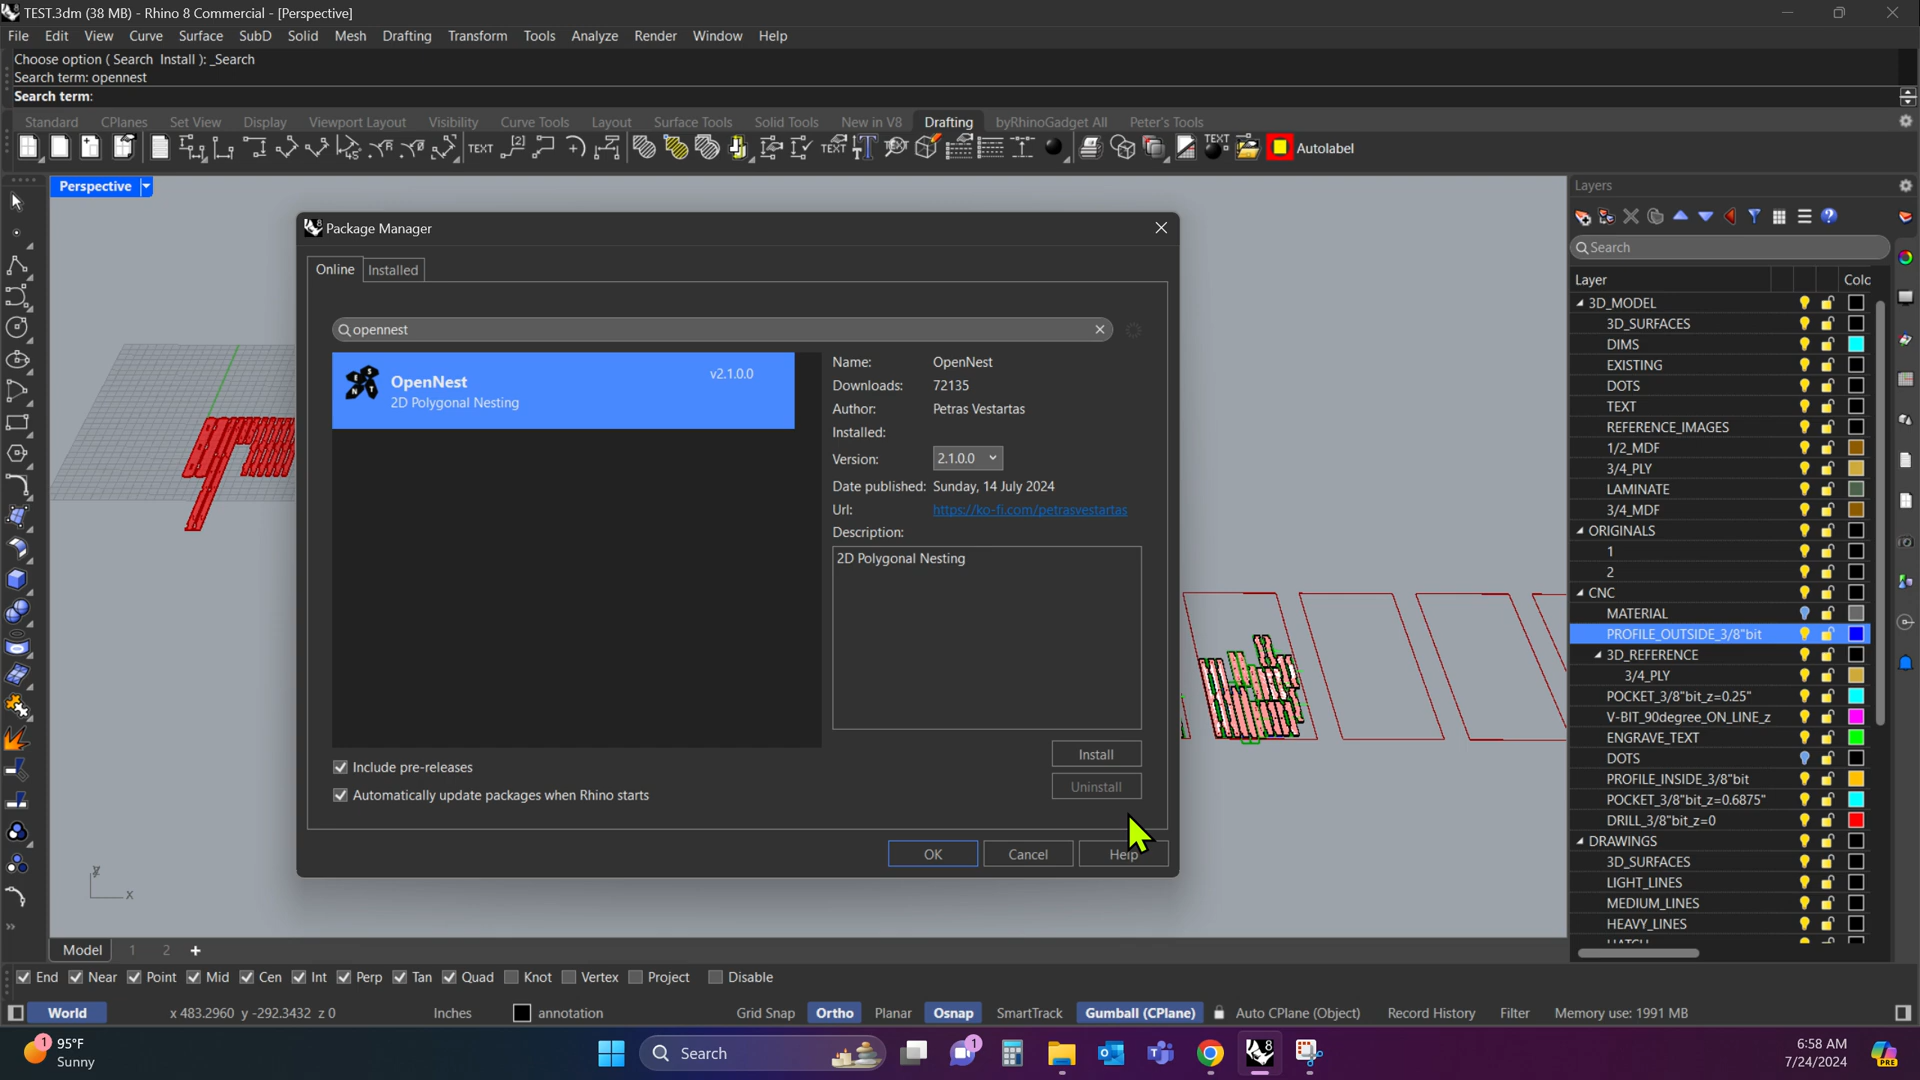 TEST.3dm (38 MB) - Rhino 8 Commercial - [Perspective]
File Edit View Curve Surface SubD Solid Mesh Drafting Transform Tools Analyze Render Window Help
Choose option ( Search Install ): _Search
Search term: opennest
Search term:
Standard CPlanes Set View Display Viewport Layout Visibility Curve Tools Layout Surface Tools Solid Tools New in V8 Drafting byRhinoGadget All Peter's Tools
Autolabel
Perspective
Package Manager
Online Installed
opennest
OpenNest
v2.1.0.0
2D Polygonal Nesting
Name: OpenNest
Downloads: 72135
Author: Petras Vestartas
Installed:
Version: 2.1.0.0
Date published: Sunday, 14 July 2024
Url: https://ko-fi.com/petrasvestartas
Description:
2D Polygonal Nesting
Install
Uninstall
Include pre-releases
Automatically update packages when Rhino starts
OK Cancel Help
Layers
Search
Layer Colc
3D_MODEL
3D_SURFACES
DIMS
EXISTING
DOTS
TEXT
REFERENCE_IMAGES
1/2_MDF
3/4_PLY
LAMINATE
3/4_MDF
ORIGINALS
1
2
CNC
MATERIAL
PROFILE_OUTSIDE_3/8"bit
3D_REFERENCE
3/4_PLY
POCKET_3/8"bit_z=0.25"
V-BIT_90degree_ON_LINE_z
ENGRAVE_TEXT
DOTS
PROFILE_INSIDE_3/8"bit
POCKET_3/8"bit_z=0.6875"
DRILL_3/8"bit_z=0
DRAWINGS
3D_SURFACES
LIGHT_LINES
MEDIUM_LINES
HEAVY_LINES
y
x
Model 1 2 +
End Near Point Mid Cen Int Perp Tan Quad Knot Vertex Project Disable
World x 483.2960 y -292.3432 z 0 Inches annotation Grid Snap Ortho Planar Osnap SmartTrack Gumball (CPlane) Auto CPlane (Object) Record History Filter Memory use: 1991 MB
95°F
Sunny
Search
6:58 AM
7/24/2024